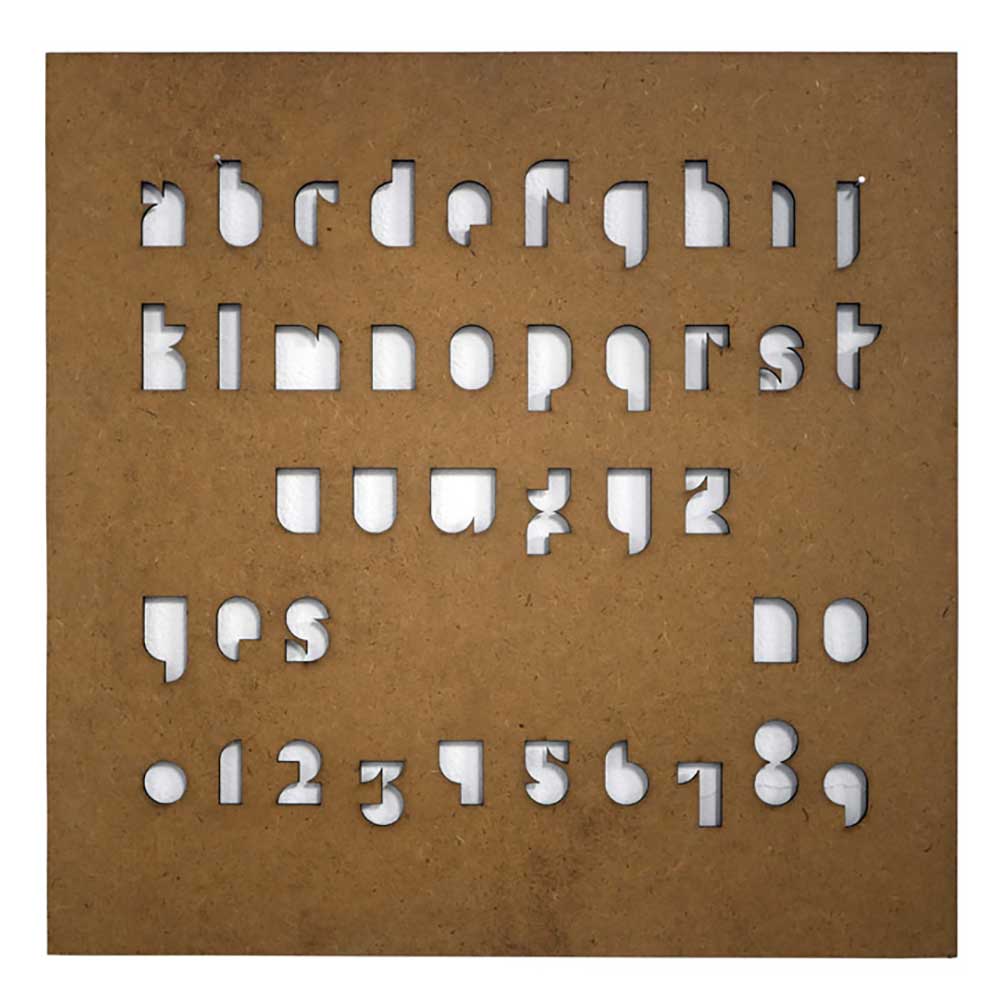 abcdefghij
klmnopqrst
uvwxyz
yes no
0123456789